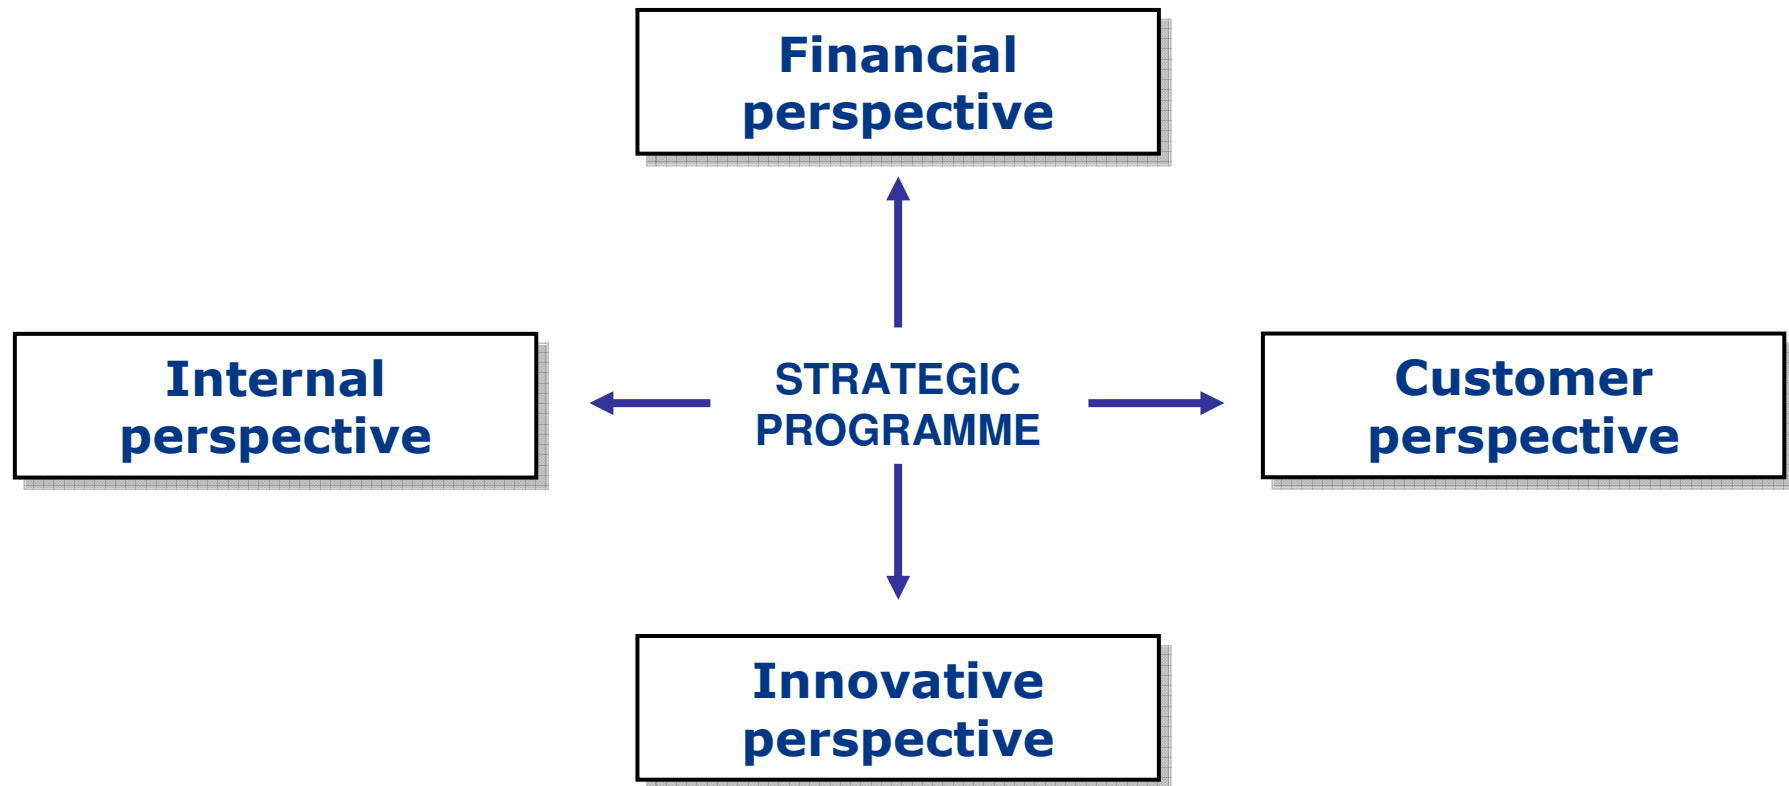 Financial
perspective
Internal
perspective
STRATEGIC
PROGRAMME
Customer
perspective
Innovative
perspective